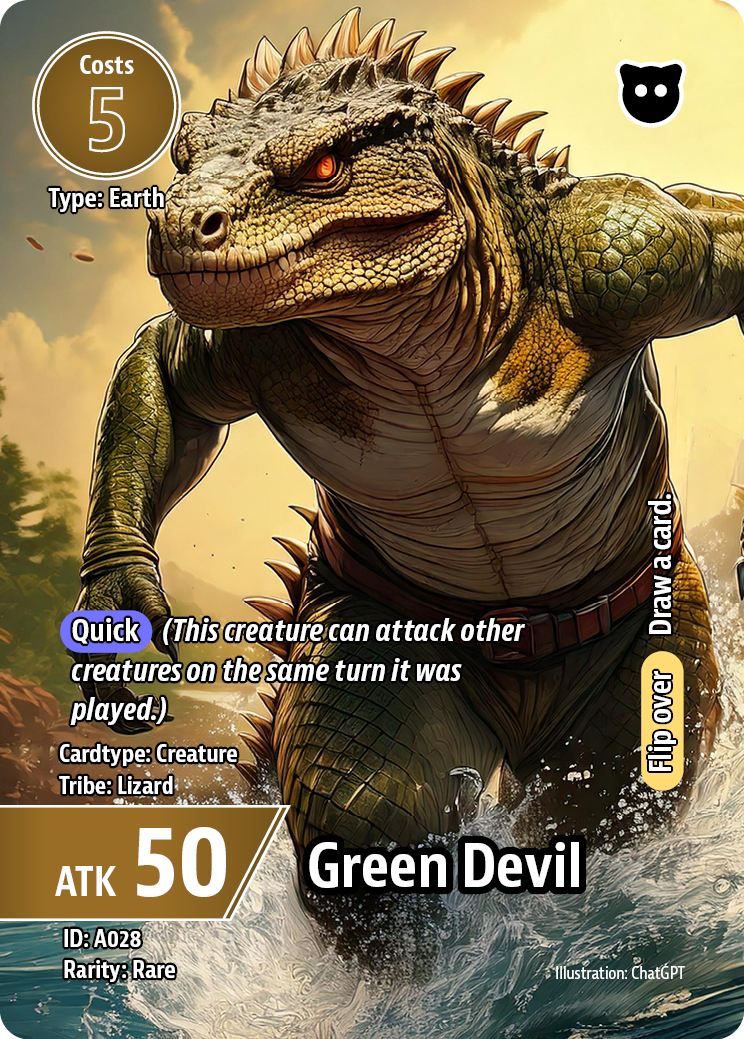 Costs
5
Type: Earth
Draw a card.
Flip over
Quick (This creature can attack other
creatures on the same turn it was
played.)
Cardtype: Creature
Tribe: Lizard
ATK 50
Green Devil
ID: A028
Rarity: Rare
Illustration: ChatGPT